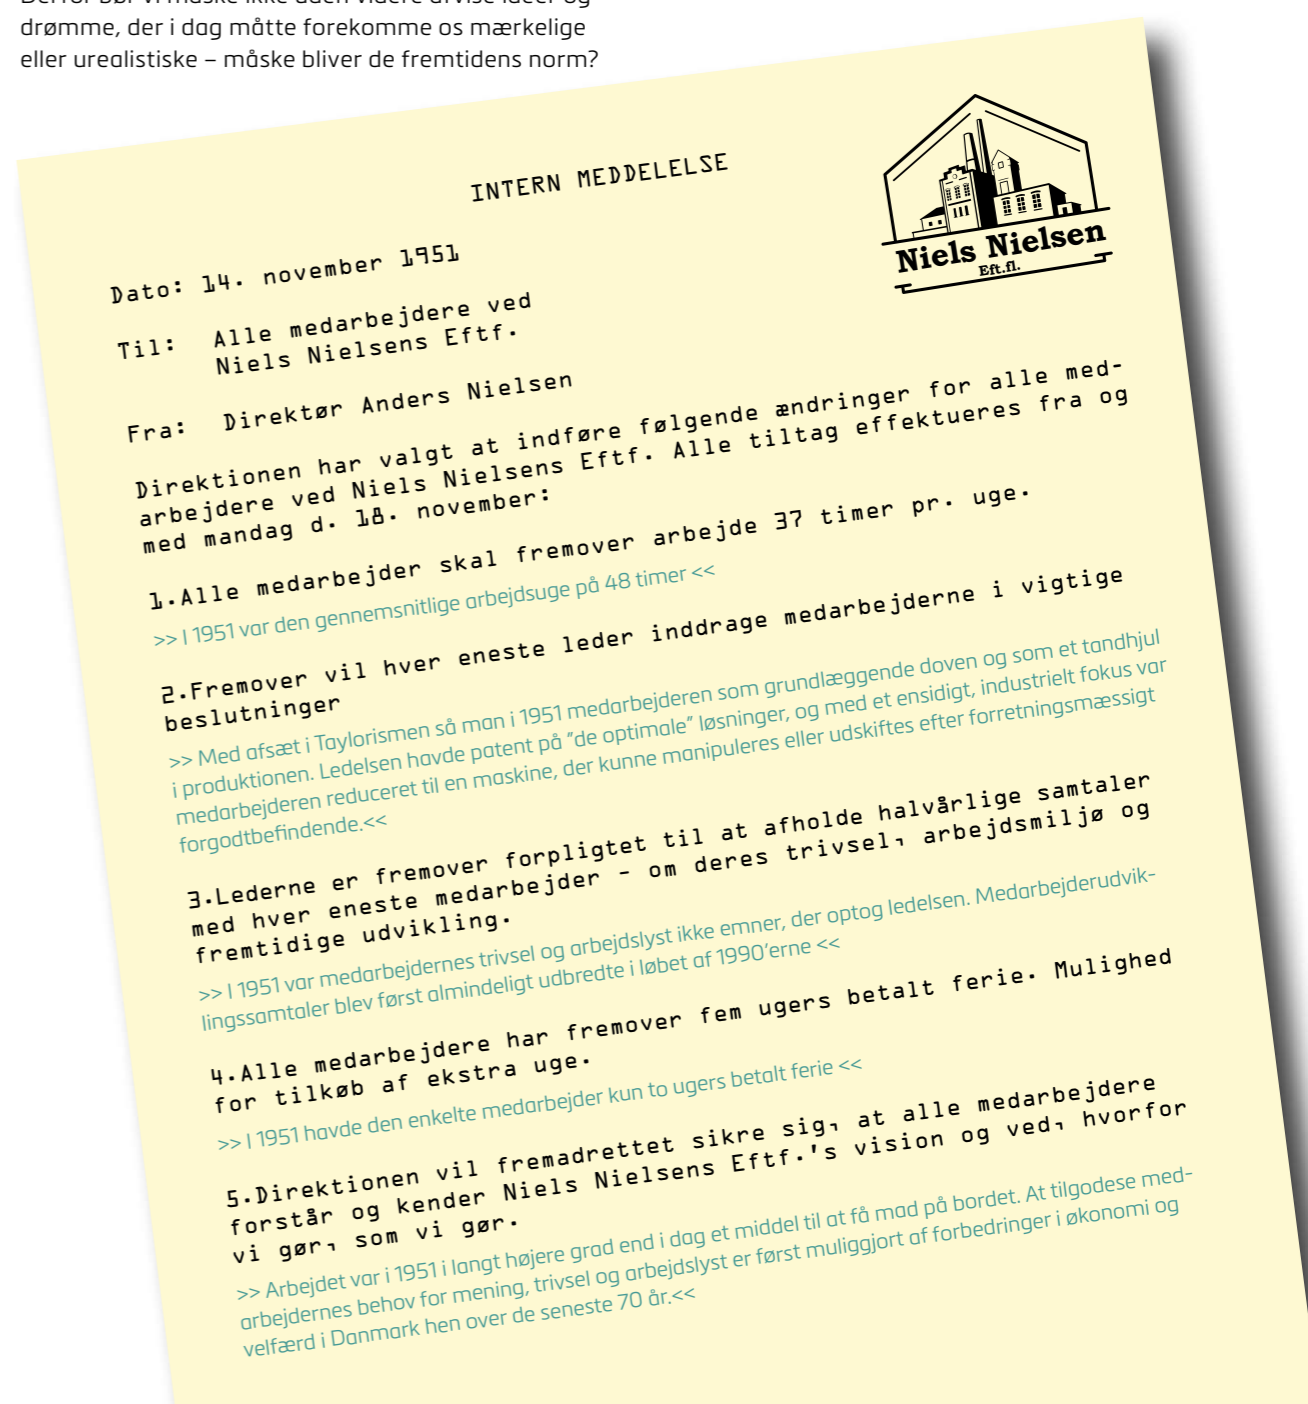 Derfor bør vi måske ikke uden videre afvise ideer og
drømme, der i dag måtte forekomme os mærkelige
eller urealistiske – måske bliver de fremtidens norm?
INTERN MEDDELELSE
Niels Nielsen
Eft.fl.
Dato: 14. november 1951
Til: Alle medarbejdere ved
Niels Nielsens Eftf.
Fra: Direktør Anders Nielsen
Direktionen har valgt at indføre følgende ændringer for alle med-
arbejdere ved Niels Nielsens Eftf. Alle tiltag effektueres fra og
med mandag d. 18. november:
1.Alle medarbejder skal fremover arbejde 37 timer pr. uge.
>> I 1951 var den gennemsnitlige arbejdsuge på 48 timer <<
2.Fremover vil hver eneste leder inddrage medarbejderne i vigtige
beslutninger
>> Med afsæt i Taylorismen så man i 1951 medarbejderen som grundlæggende doven og som et tandhjul
i produktionen. Ledelsen havde patent på ”de optimale” løsninger, og med et ensidigt, industrielt fokus var
medarbejderen reduceret til en maskine, der kunne manipuleres eller udskiftes efter forretningsmæssigt
forgodtbefindende.<<
3.Lederne er fremover forpligtet til at afholde halvårlige samtaler
med hver eneste medarbejder - om deres trivsel, arbejdsmiljø og
fremtidige udvikling.
>> I 1951 var medarbejdernes trivsel og arbejdslyst ikke emner, der optog ledelsen. Medarbejderudvik-
lingssamtaler blev først almindeligt udbredte i løbet af 1990’erne <<
4.Alle medarbejdere har fremover fem ugers betalt ferie. Mulighed
for tilkøb af ekstra uge.
>> I 1951 havde den enkelte medarbejder kun to ugers betalt ferie <<
5.Direktionen vil fremadrettet sikre sig, at alle medarbejdere
forstår og kender Niels Nielsens Eftf.'s vision og ved, hvorfor
vi gør, som vi gør.
>> Arbejdet var i 1951 i langt højere grad end i dag et middel til at få mad på bordet. At tilgodese med-
arbejdernes behov for mening, trivsel og arbejdslyst er først muliggjort af forbedringer i økonomi og
velfærd i Danmark hen over de seneste 70 år.<<